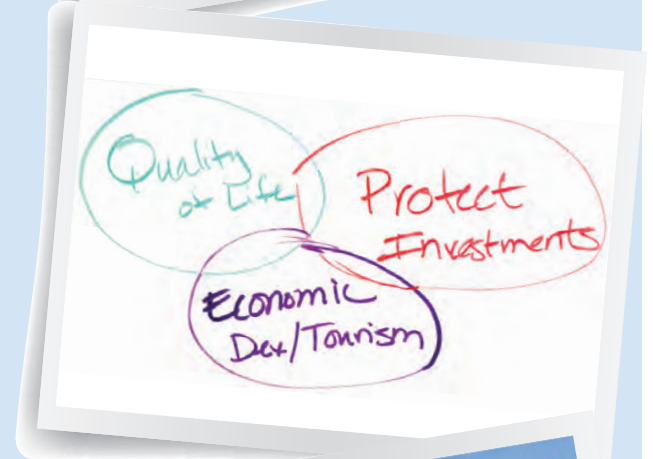 Quality
of Life
Protect
Investments
Economic
Dev/Tourism